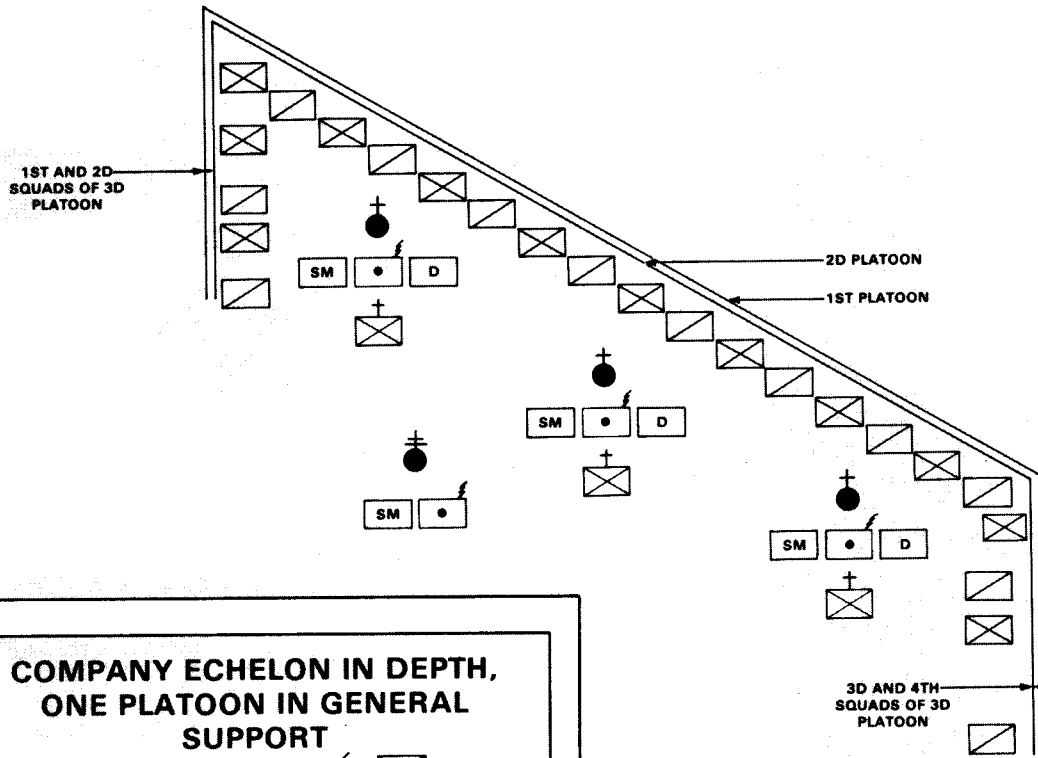 1ST AND 2D
SQUADS OF 3D
PLATOON
2D PLATOON
1ST PLATOON
SM
D
SM
D
SM
SM
D
3D AND 4TH
SQUADS OF 3D
PLATOON
COMPANY ECHELON IN DEPTH,
ONE PLATOON IN GENERAL
SUPPORT